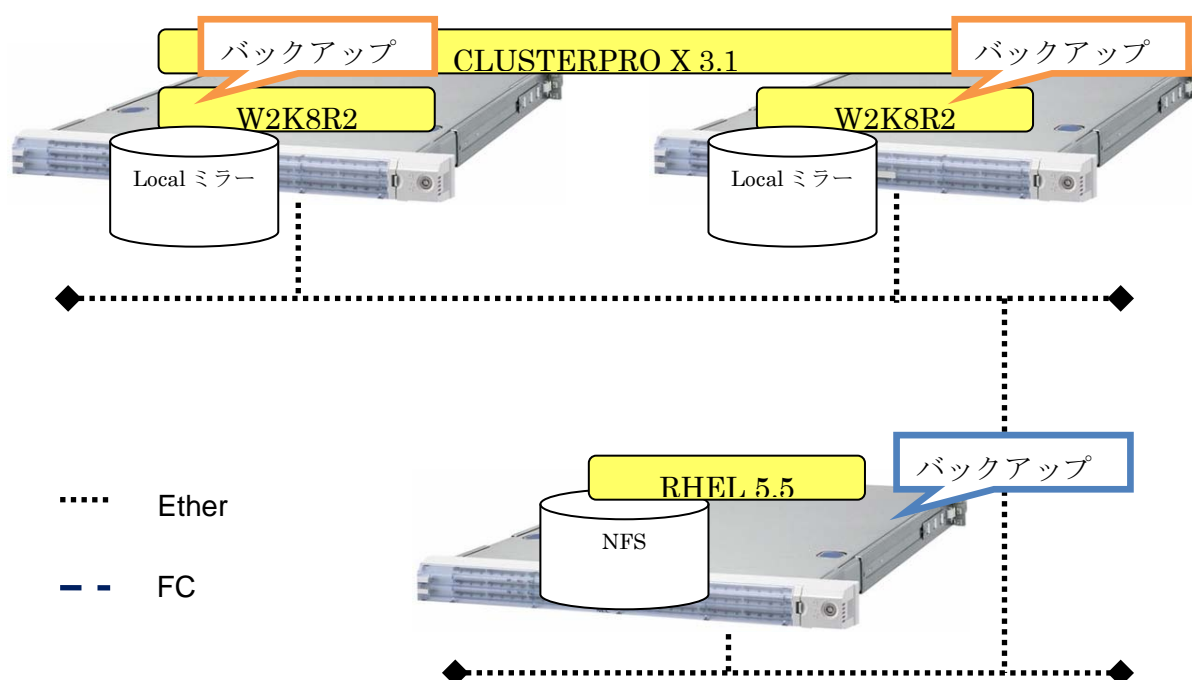 バックアップ
CLUSTERPRO X 3.1
バックアップ
W2K8R2
W2K8R2
Local ミラー
Local ミラー
バックアップ
RHEL 5.5
NFS
Ether
FC